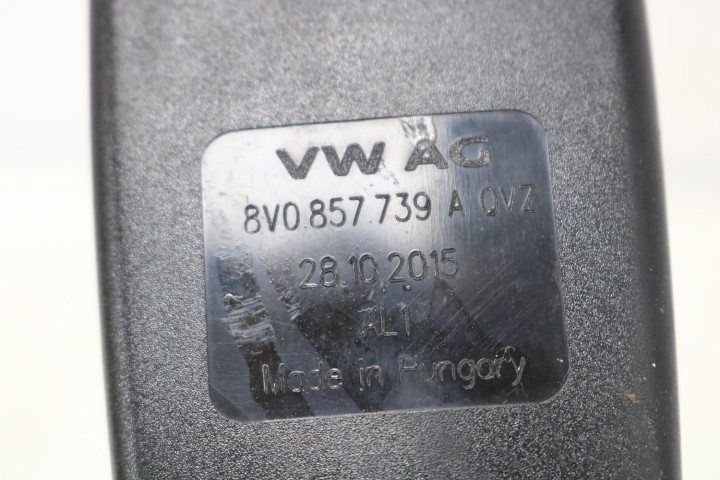 VW AG
8V0.857.739 A QVZ
28.10.2015
AL1
Made in Hungary